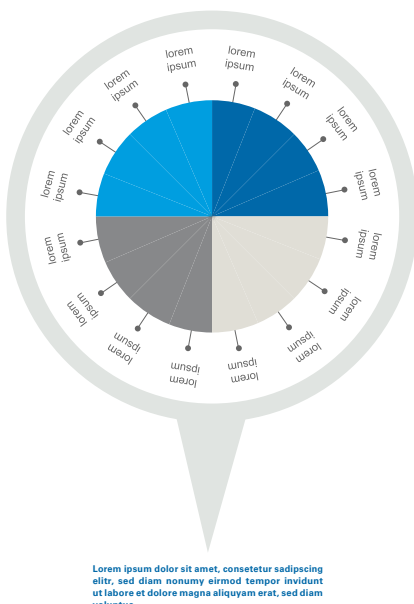 lorem
ipsum
lorem
ipsum
lorem
ipsum
lorem
ipsum
lorem
ipsum
lorem
ipsum
lorem
ipsum
lorem
ipsum
lorem
ipsum
lorem
ipsum
lorem
ipsum
lorem
ipsum
lorem
ipsum
lorem
ipsum
lorem
ipsum
lorem
ipsum
Lorem ipsum dolor sit amet, consetetur sadipscing
elitr, sed diam nonumy eirmod tempor invidunt
ut labore et dolore magna aliquyam erat, sed diam